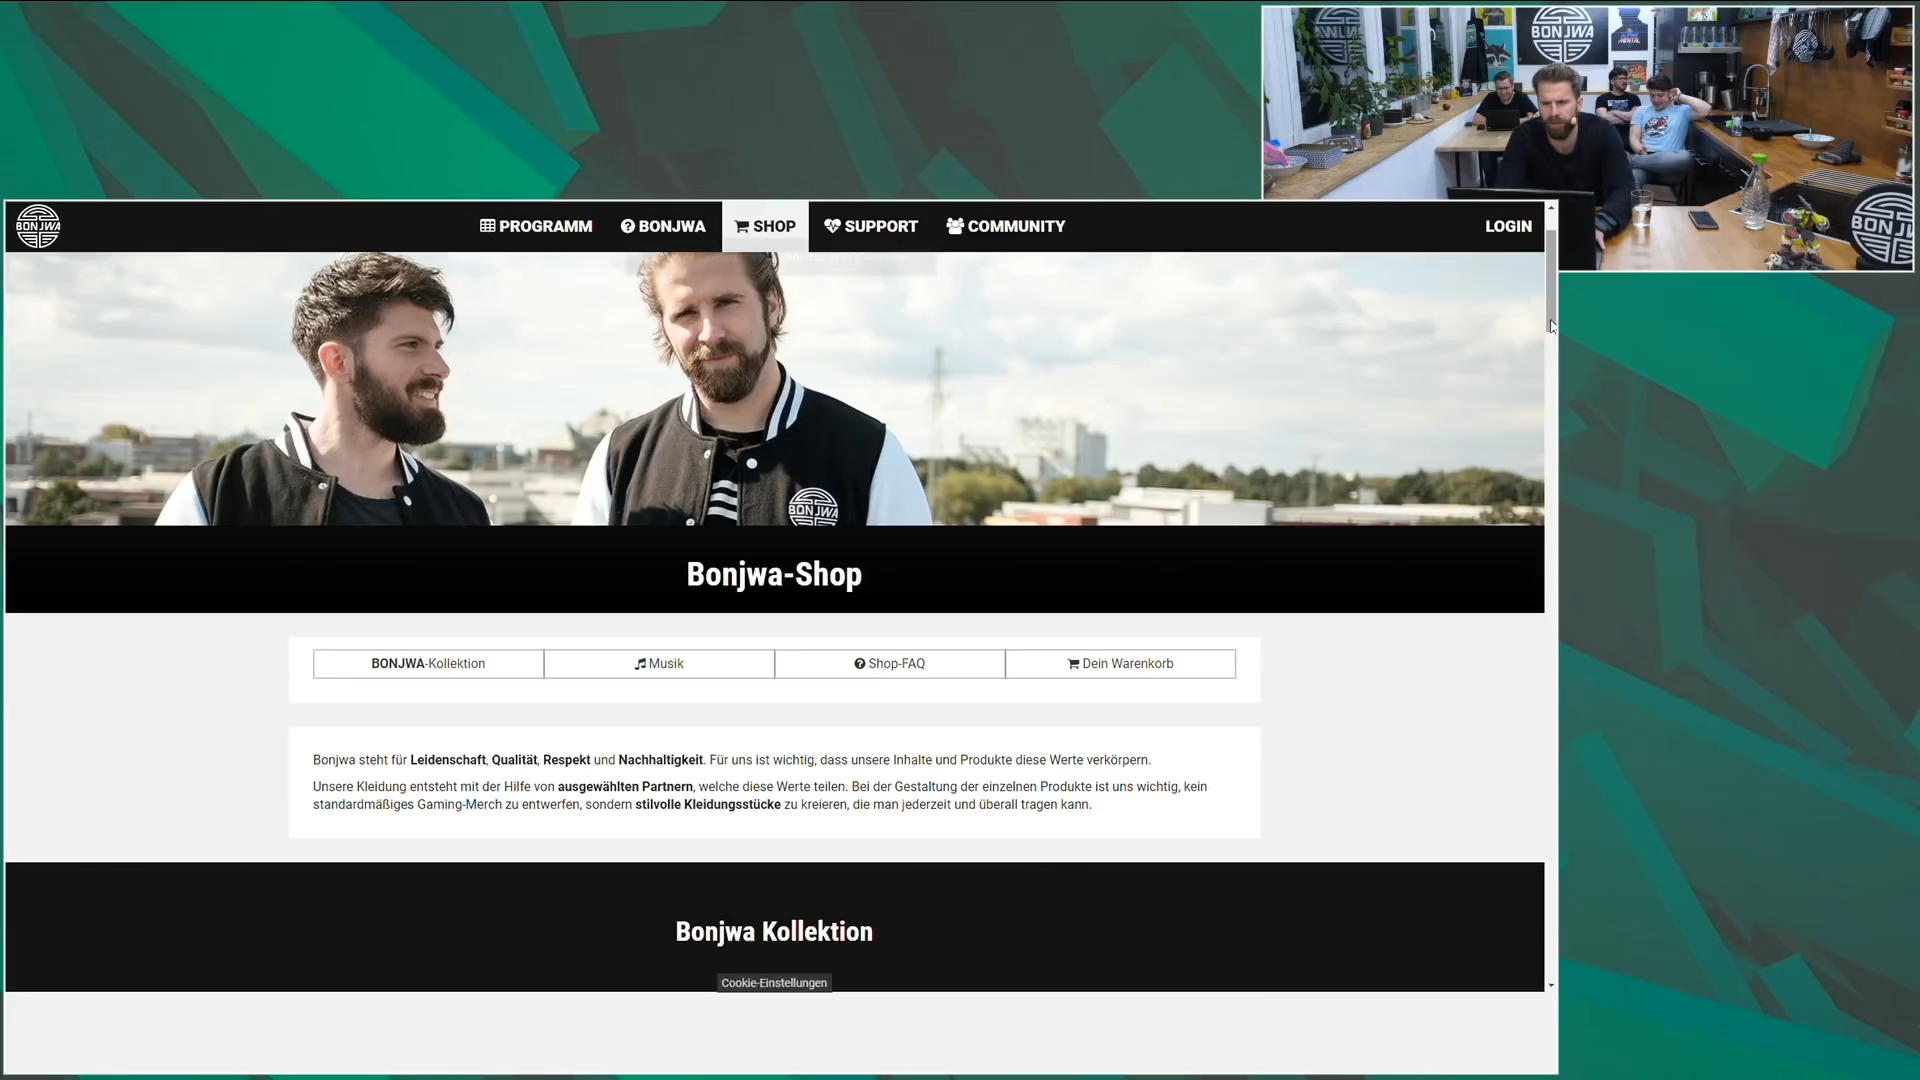 BONJWA
BONJWA
BONJWA
PROGRAMM
BONJWA
SHOP
SUPPORT
COMMUNITY
LOGIN
BONJWA
Bonjwa-Shop
BONJWA-Kollektion
Musik
Shop-FAQ
Dein Warenkorb
Bonjwa steht für Leidenschaft, Qualität, Respekt und Nachhaltigkeit. Für uns ist wichtig, dass unsere Inhalte und Produkte diese Werte verkörpern.
Unsere Kleidung entsteht mit der Hilfe von ausgewählten Partnern, welche diese Werte teilen. Bei der Gestaltung der einzelnen Produkte ist uns wichtig, kein
standardmäßiges Gaming-Merch zu entwerfen, sondern stilvolle Kleidungsstücke zu kreieren, die man jederzeit und überall tragen kann.
Bonjwa Kollektion
Cookie-Einstellungen